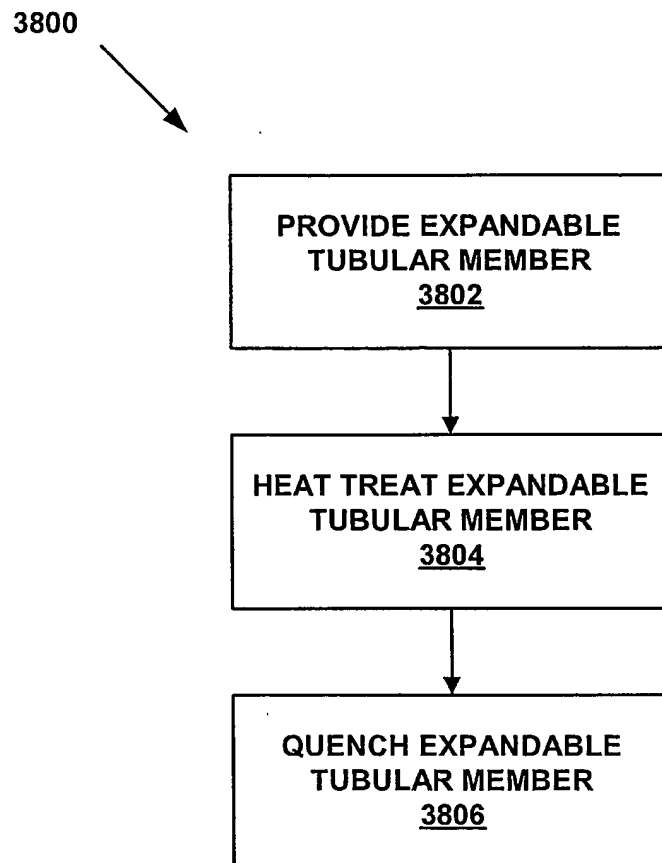 3800
PROVIDE EXPANDABLE
TUBULAR MEMBER
3802
HEAT TREAT EXPANDABLE
TUBULAR MEMBER
3804
QUENCH EXPANDABLE
TUBULAR MEMBER
3806